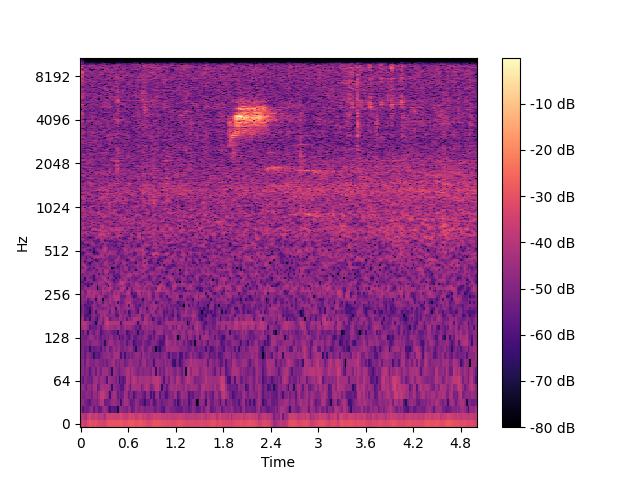 8192
4096
2048
1024
512
256
128
64
0
Hz
0 0.6 1.2 1.8 2.4 3 3.6 4.2 4.8
Time
-10 dB
-20 dB
-30 dB
-40 dB
-50 dB
-60 dB
-70 dB
-80 dB